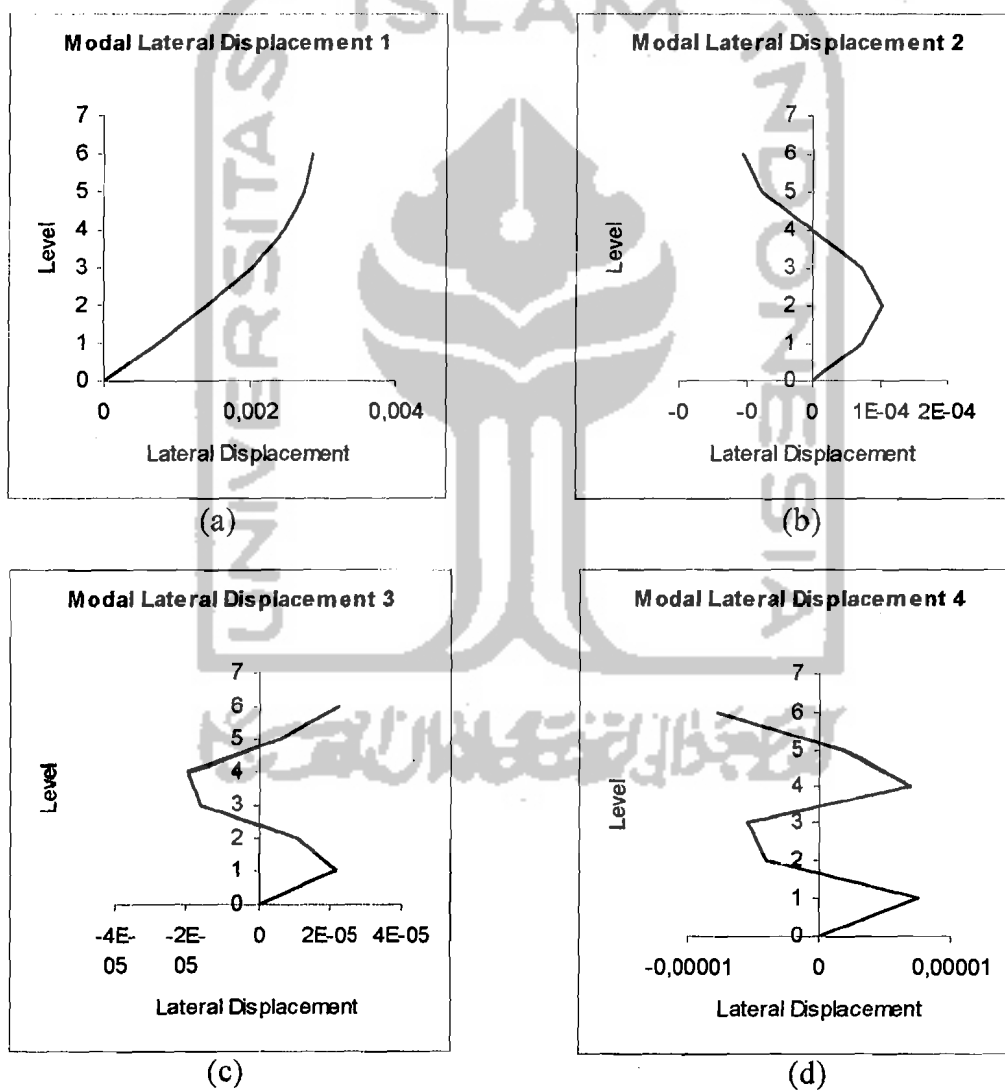 ISLAM
UNIVERSITAS
INDONESIA
Modal Lateral Displacement 1
7
6
5
4
3
2
1
0
Level
0 0,002 0,004
Lateral Displacement
(a)
Modal Lateral Displacement 2
7
6
5
4
3
2
1
0
Level
-0 -0 0 1E-04 2E-04
Lateral Displacement
(b)
Modal Lateral Displacement 3
7
6
5
4
3
2
1
0
Level
-4E-05 -2E-05 0 2E-05 4E-05
Lateral Displacement
(c)
Modal Lateral Displacement 4
7
6
5
4
3
2
1
0
Level
-0,00001 0 0,00001
Lateral Displacement
(d)